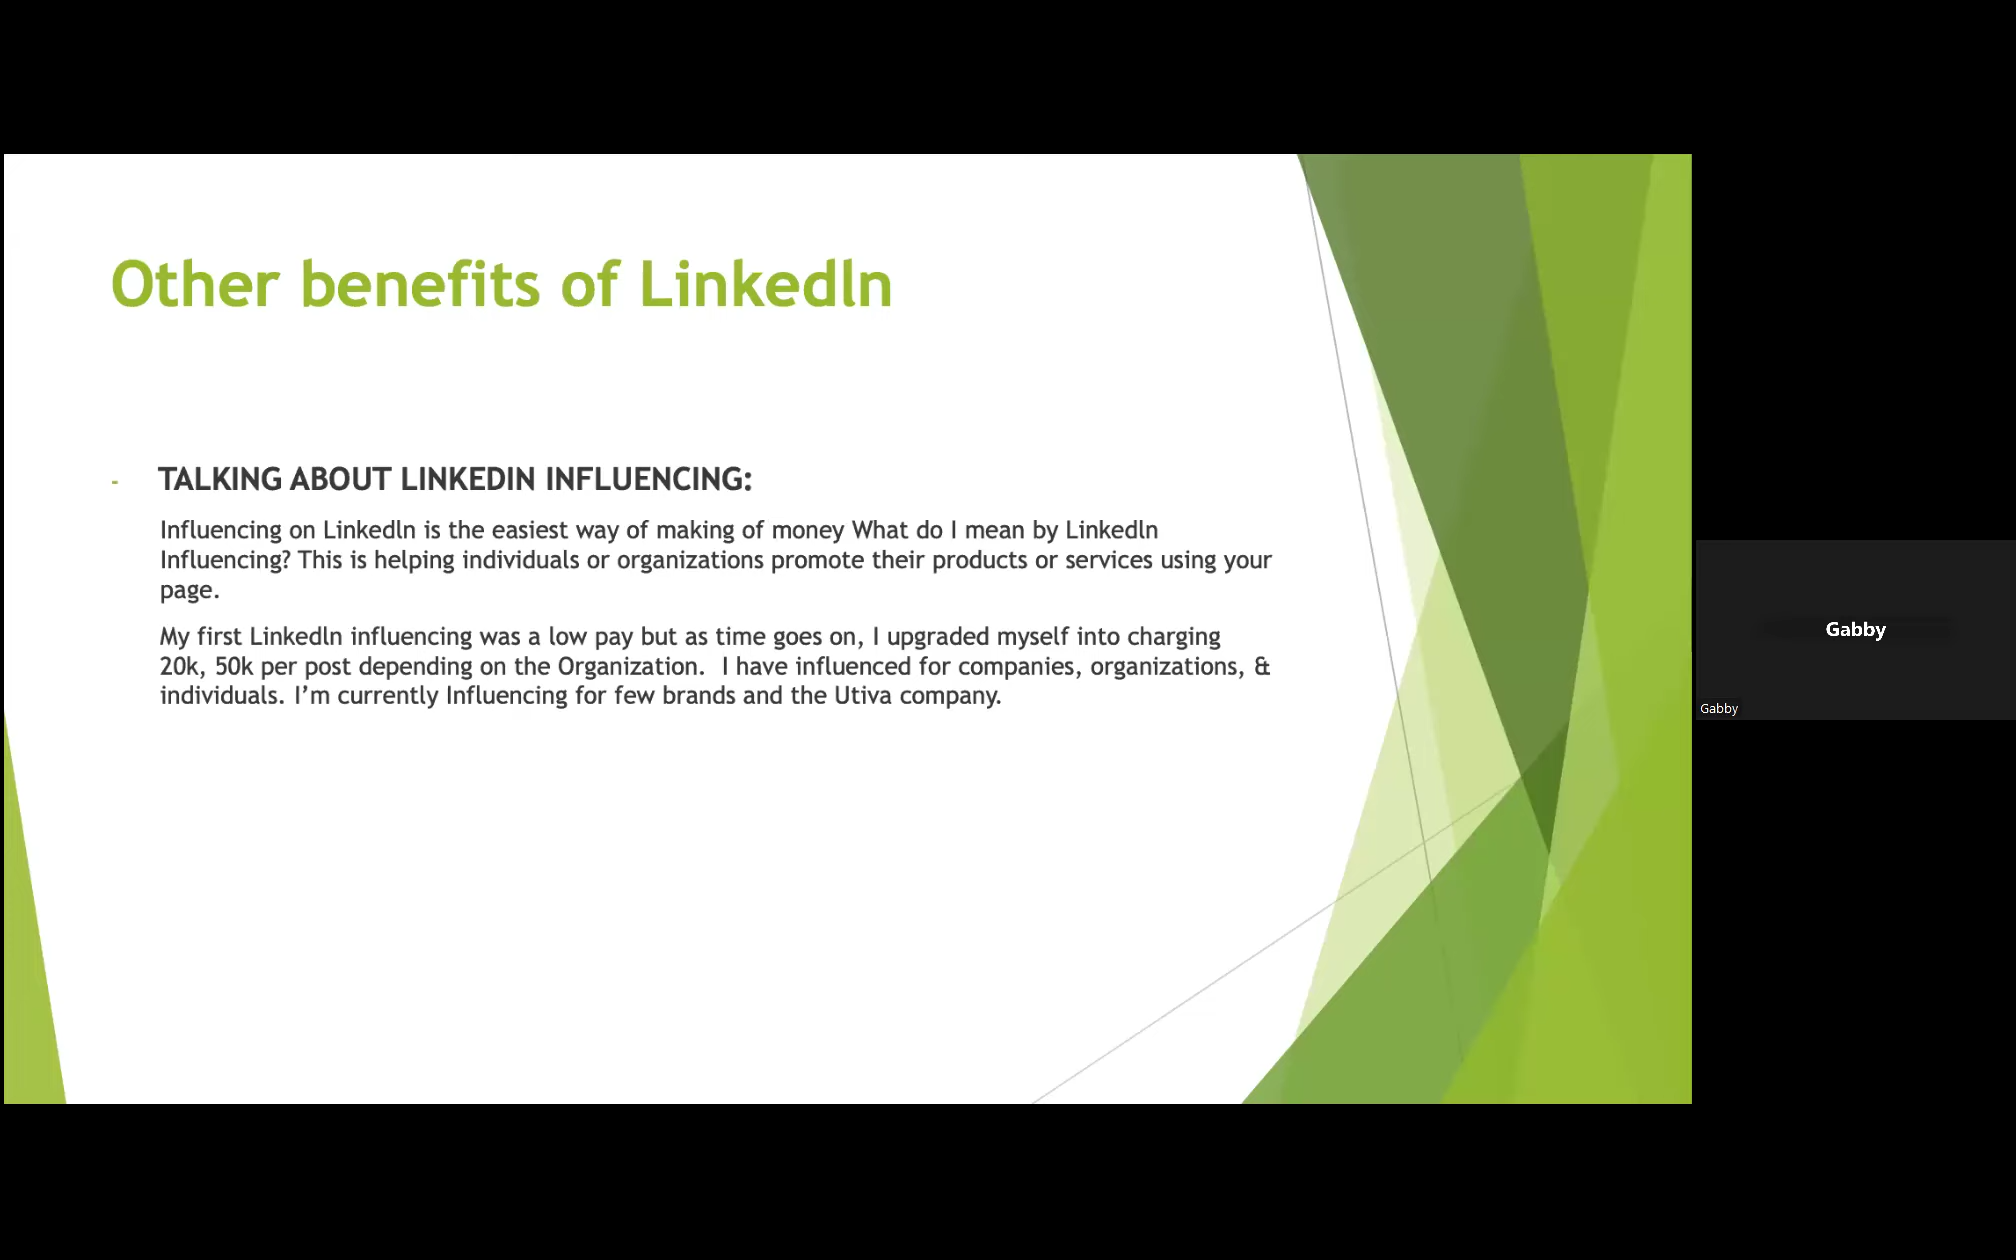 Other benefits of Linkedln
- TALKING ABOUT LINKEDIN INFLUENCING:
Influencing on Linkedln is the easiest way of making of money What do I mean by Linkedln
Influencing? This is helping individuals or organizations promote their products or services using your
page.
My first Linkedln influencing was a low pay but as time goes on, I upgraded myself into charging
20k, 50k per post depending on the Organization.  I have influenced for companies, organizations, &
individuals. I’m currently Influencing for few brands and the Utiva company.
Gabby
Gabby